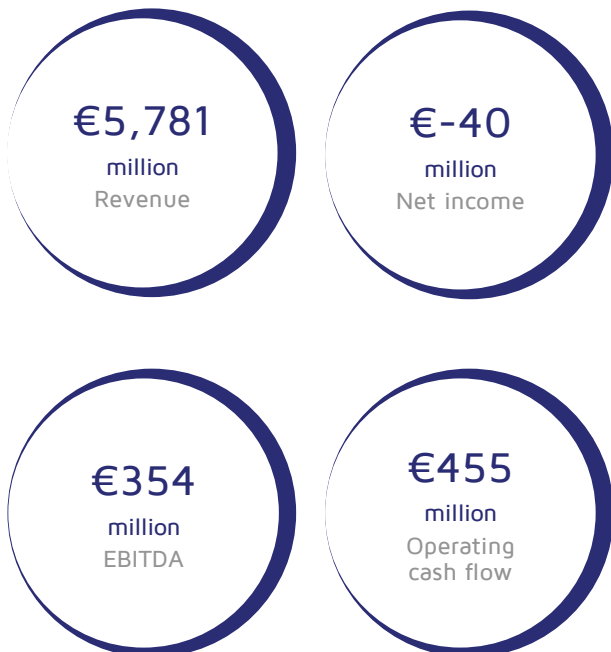 €5,781
million
Revenue
€-40
million
Net income
€354
million
EBITDA
€455
million
Operating
cash flow